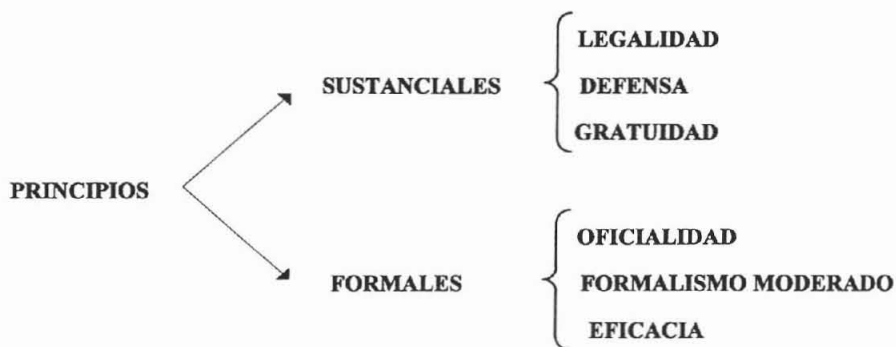 PRINCIPIOS
SUSTANCIALES
LEGALIDAD
DEFENSA
GRATUIDAD
FORMALES
OFICIALIDAD
FORMALISMO MODERADO
EFICACIA